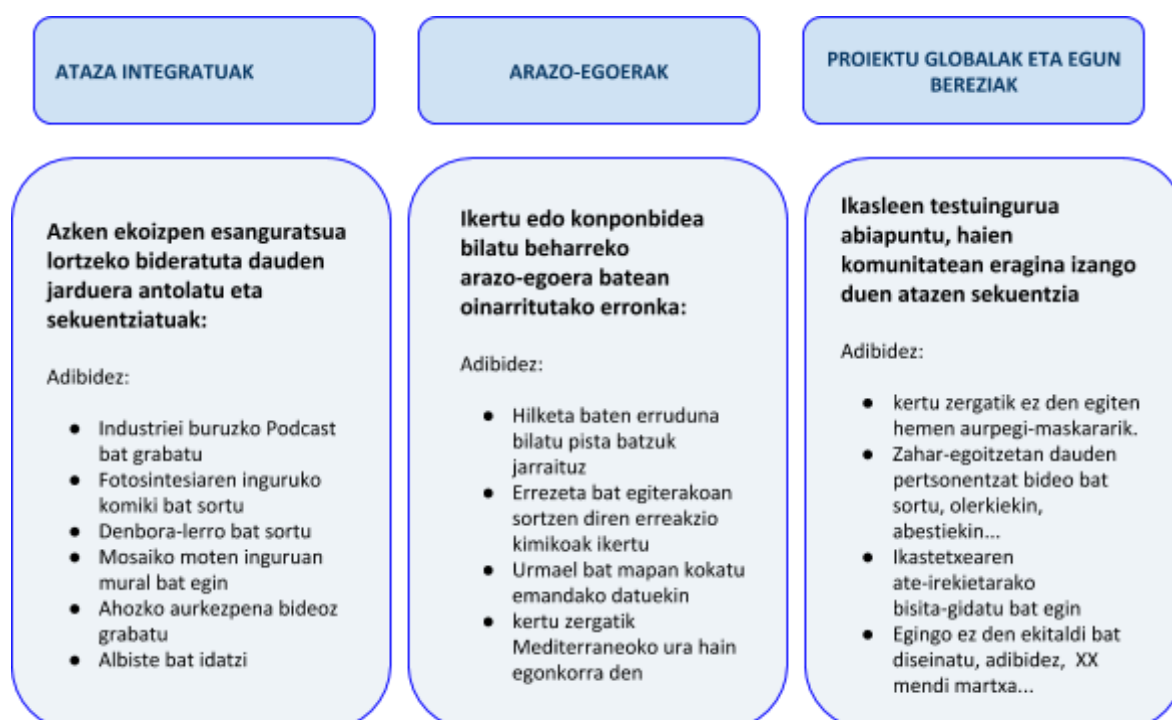 ATAZA INTEGRATUAK
Azken ekoizpen esanguratsua
lortzeko bideratuta dauden
jarduera antolatu eta
sekuentziatuak:
Adibidez:
● Industriei buruzko Podcast
bat grabatu
● Fotosintesiaren inguruko
komiki bat sortu
● Denbora-lerro bat sortu
● Mosaiko moten inguruan
mural bat egin
● Ahozko aurkezpena bideoz
grabatu
● Albiste bat idatzi
ARAZO-EGOERAK
Ikertu edo konponbidea
bilatu beharreko
arazo-egoera batean
oinarritutako erronka:
Adibidez:
● Hilketa baten erruduna
bilatu pista batzuk
jarraituz
● Errezeta bat egiterakoan
sortzen diren erreakzio
kimikoak ikertu
● Urmael bat mapan kokatu
emandako datuekin
● kertu zergatik
Mediterraneoko ura hain
egonkorra den
PROIEKTU GLOBALAK ETA EGUN
BEREZIAK
Ikasleen testuingurua
abiapuntu, haien
komunitatean eragina izango
duen atazen sekuentzia
Adibidez:
● kertu zergatik ez den egiten
hemen aurpegi-maskararik.
● Zahar-egoitzetan dauden
pertsonentzat bideo bat
sortu, olerkiekin,
abestiekin...
● Ikastetxearen
ate-irekietarako
bisita-gidatu bat egin
● Egingo ez den ekitaldi bat
diseinatu, adibidez, XX
mendi martxa...